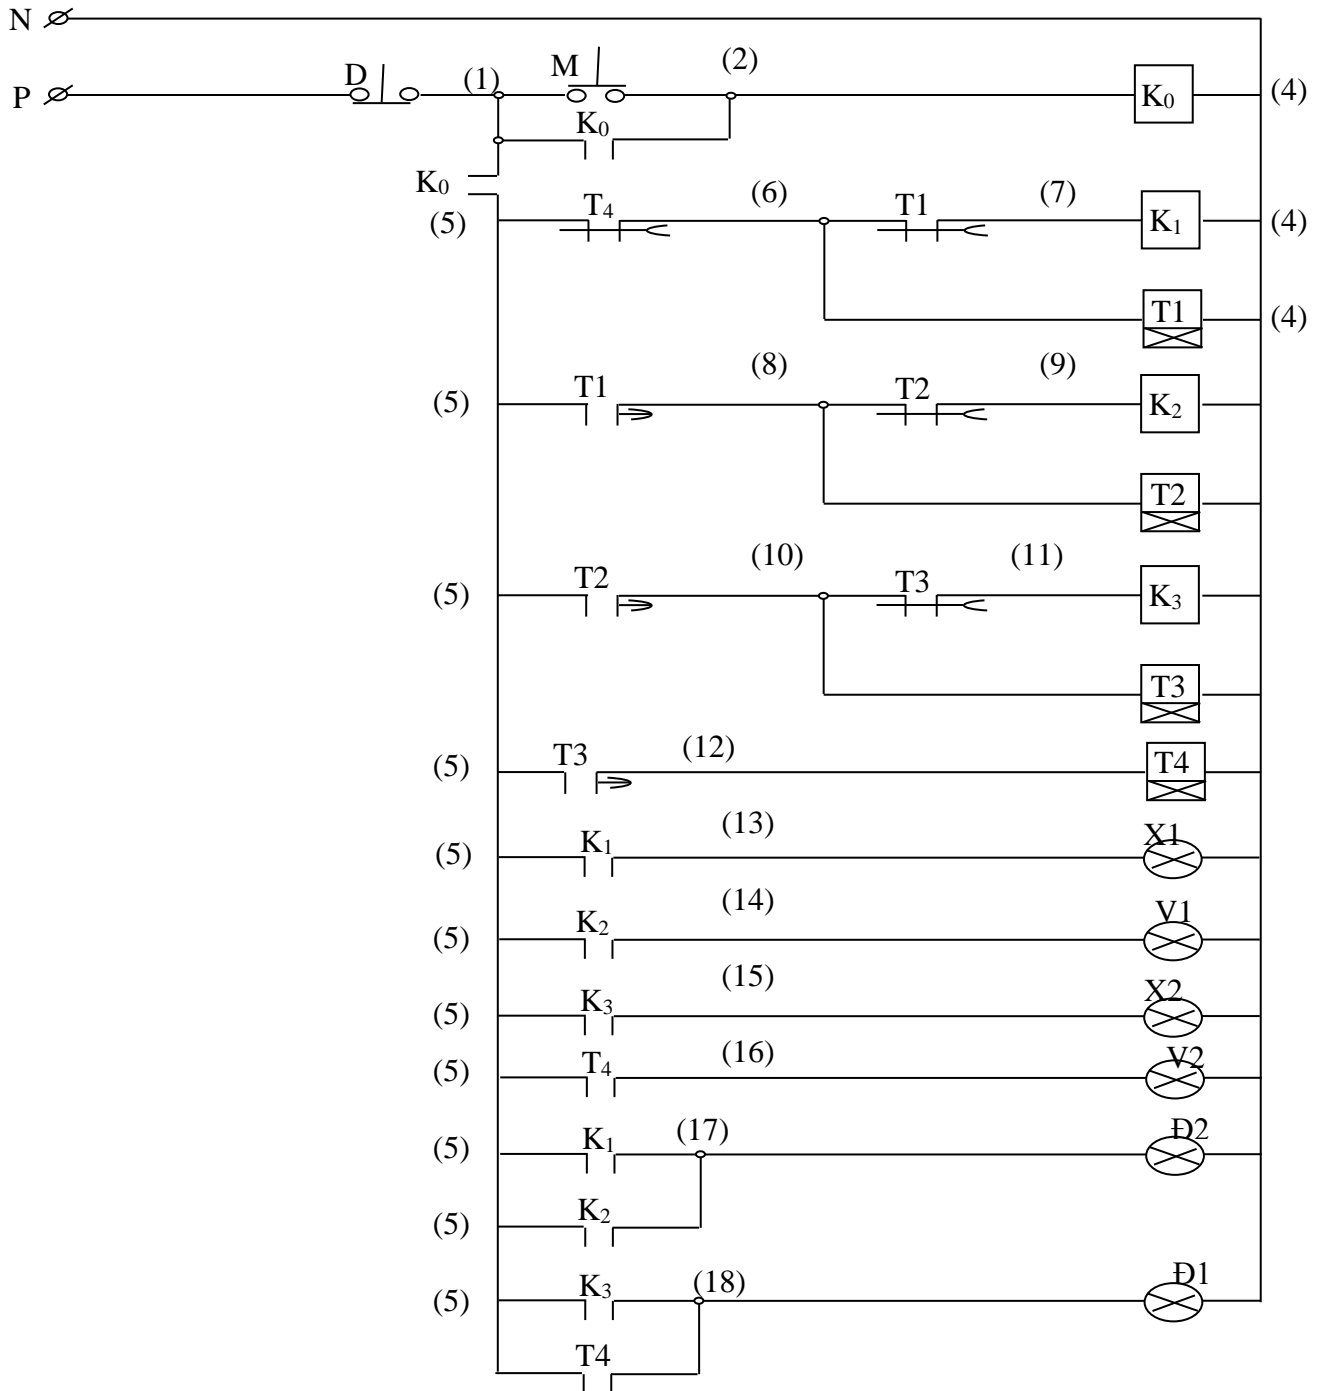 N
D (1) M (2)
P K₀ (4)
K₀
K₀
(5) T₄ (6) T1 (7) K₁ (4)
T1 (4)
(5) T1 (8) T2 (9) K₂
T2
(5) T2 (10) T3 (11) K₃
T3
(5) T3 (12) T4
(5) K₁ (13) X1
(5) K₂ (14) V1
(5) K₃ (15) X2
(5) T₄ (16) V2
(5) K₁ (17) Đ2
(5) K₂
(5) K₃ (18) Đ1
T4